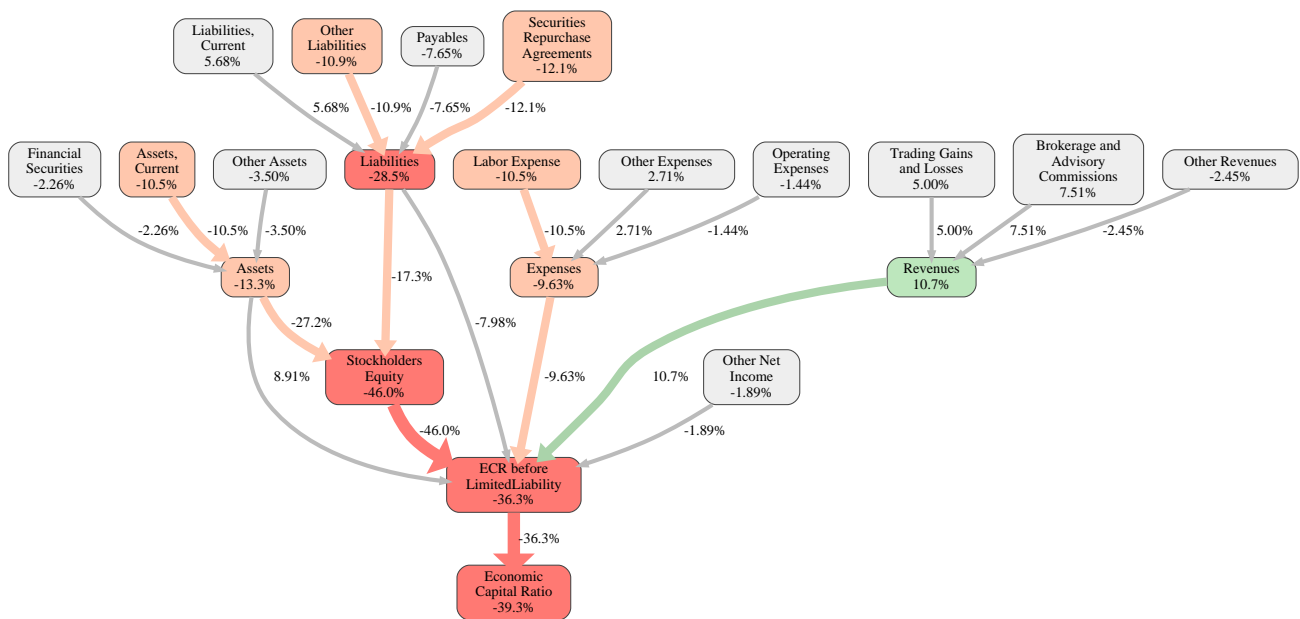 Liabilities,
Current
5.68%
Other
Liabilities
-10.9%
Payables
-7.65%
Securities
Repurchase
Agreements
-12.1%
5.68%
-10.9%
-7.65%
-12.1%
Financial
Securities
-2.26%
Assets,
Current
-10.5%
Other Assets
-3.50%
Liabilities
-28.5%
Labor Expense
-10.5%
Other Expenses
2.71%
Operating
Expenses
-1.44%
Trading Gains
and Losses
5.00%
Brokerage and
Advisory
Commissions
7.51%
Other Revenues
-2.45%
-2.26%
-10.5%
-3.50%
-17.3%
-10.5%
2.71%
-1.44%
5.00%
7.51%
-2.45%
Assets
-13.3%
Expenses
-9.63%
Revenues
10.7%
-27.2%
-7.98%
Stockholders
Equity
-46.0%
Other Net
Income
-1.89%
8.91%
-9.63%
10.7%
-46.0%
-1.89%
ECR before
LimitedLiability
-36.3%
-36.3%
Economic
Capital Ratio
-39.3%